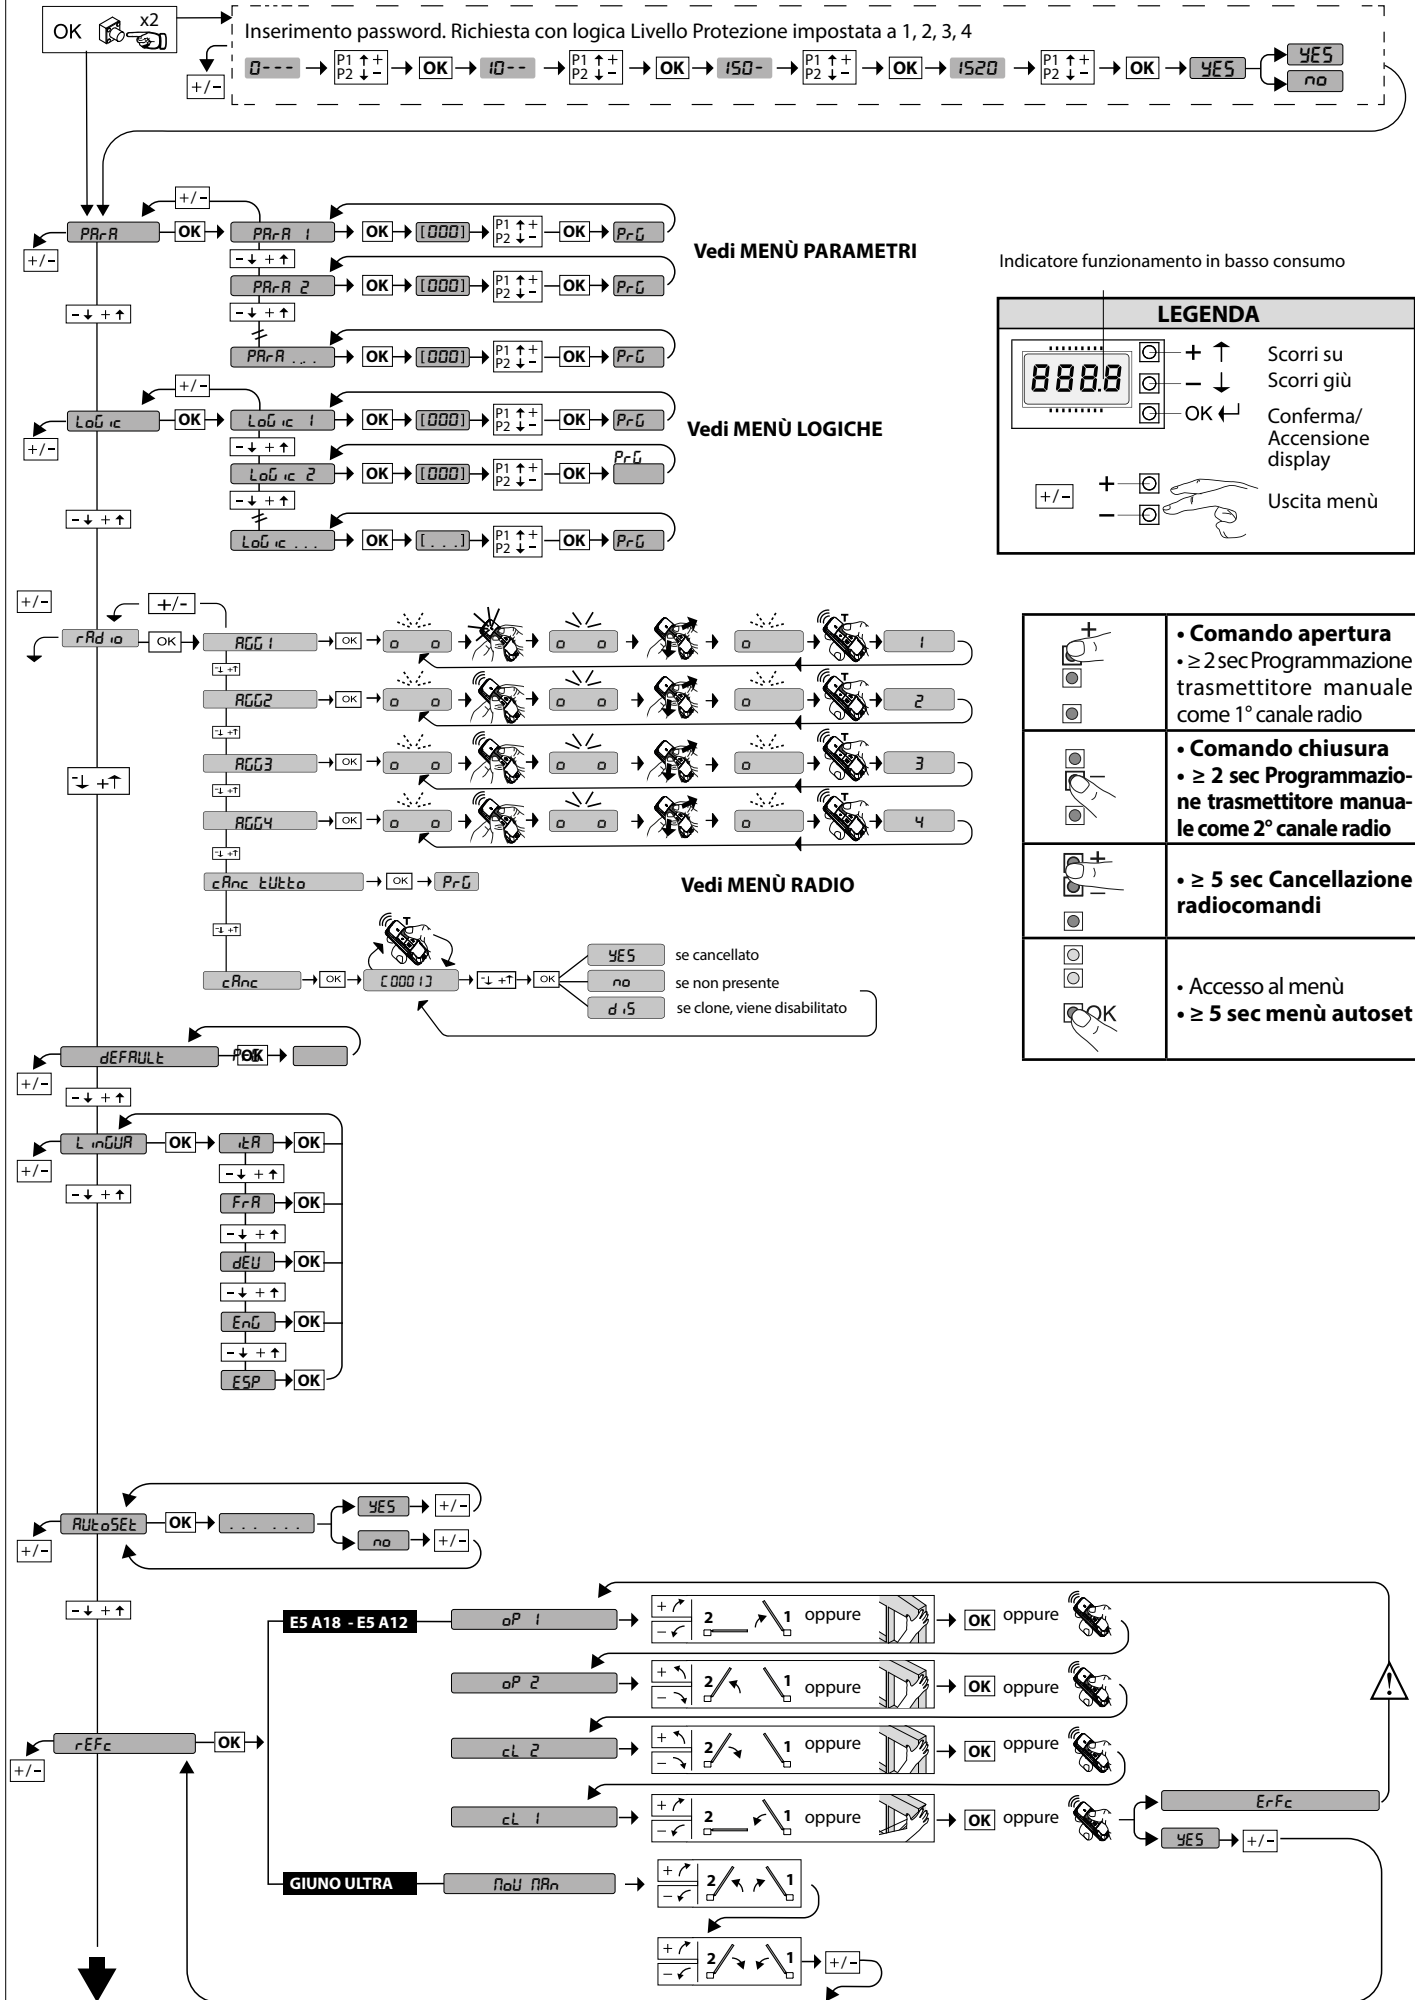 OK x2
Inserimento password. Richiesta con logica Livello Protezione impostata a 1, 2, 3, 4
+/-
0--- P1 ↑ + P2 ↓ - OK 10-- P1 ↑ + P2 ↓ - OK 150- P1 ↑ + P2 ↓ - OK 1520 P1 ↑ + P2 ↓ - OK YES
YES
no
+/-
PArA OK PArA 1 OK [000] P1 ↑ + P2 ↓ - OK PrG
+/-
- ↓ + ↑
PArA 2 OK [000] P1 ↑ + P2 ↓ - OK PrG
- ↓ + ↑
- ↓ + ↑
PArA ... OK [000] P1 ↑ + P2 ↓ - OK PrG
Vedi MENÙ PARAMETRI
+/-
LoGic OK LoGic 1 OK [000] P1 ↑ + P2 ↓ - OK PrG
+/-
- ↓ + ↑
PrG
LoGic 2 OK [000] P1 ↑ + P2 ↓ - OK
- ↓ + ↑
- ↓ + ↑
LoGic ... OK [...] P1 ↑ + P2 ↓ - OK PrG
Vedi MENÙ LOGICHE
Indicatore funzionamento in basso consumo
LEGENDA
888.8
+ ↑ Scorri su
- ↓ Scorri giù
OK ↵ Conferma/
Accensione
display
+/- + -
Uscita menù
+/- +/-
rAdio OK AGG1 OK o o o o o T 1
-↓ +↑
AGG2 OK o o o o o T 2
-↓ +↑
AGG3 OK o o o o o T 3
-↓ +↑
-↓ +↑
AGG4 OK o o o o o T 4
-↓ +↑
cAnc tUtto OK PrG
Vedi MENÙ RADIO
-↓ +↑
T
cAnc OK [0001] -↓ +↑ OK
YES se cancellato
no se non presente
diS se clone, viene disabilitato
+
• Comando apertura
• ≥ 2 sec Programmazione
trasmettitore manuale
come 1° canale radio
-
• Comando chiusura
• ≥ 2 sec Programmazio-
ne trasmettitore manua-
le come 2° canale radio
+
-
• ≥ 5 sec Cancellazione
radiocomandi
OK
• Accesso al menù
• ≥ 5 sec menù autoset
dEFAULt OK
+/-
- ↓ + ↑
LinGUA OK itA OK
+/-
- ↓ + ↑
- ↓ + ↑
FrA OK
- ↓ + ↑
dEU OK
- ↓ + ↑
EnG OK
- ↓ + ↑
ESP OK
AUtoSEt OK ... ...
YES +/-
no +/-
+/-
- ↓ + ↑
E5 A18 - E5 A12 oP 1 + - 2 1 oppure OK oppure
oP 2 + - 2 1 oppure OK oppure
!
rEFc OK
+/-
cL 2 + - 2 1 oppure OK oppure
cL 1 + - 2 1 oppure OK oppure
ErFc
YES +/-
GIUNO ULTRA MoV MAn + - 2 1
+ - 2 1 +/-